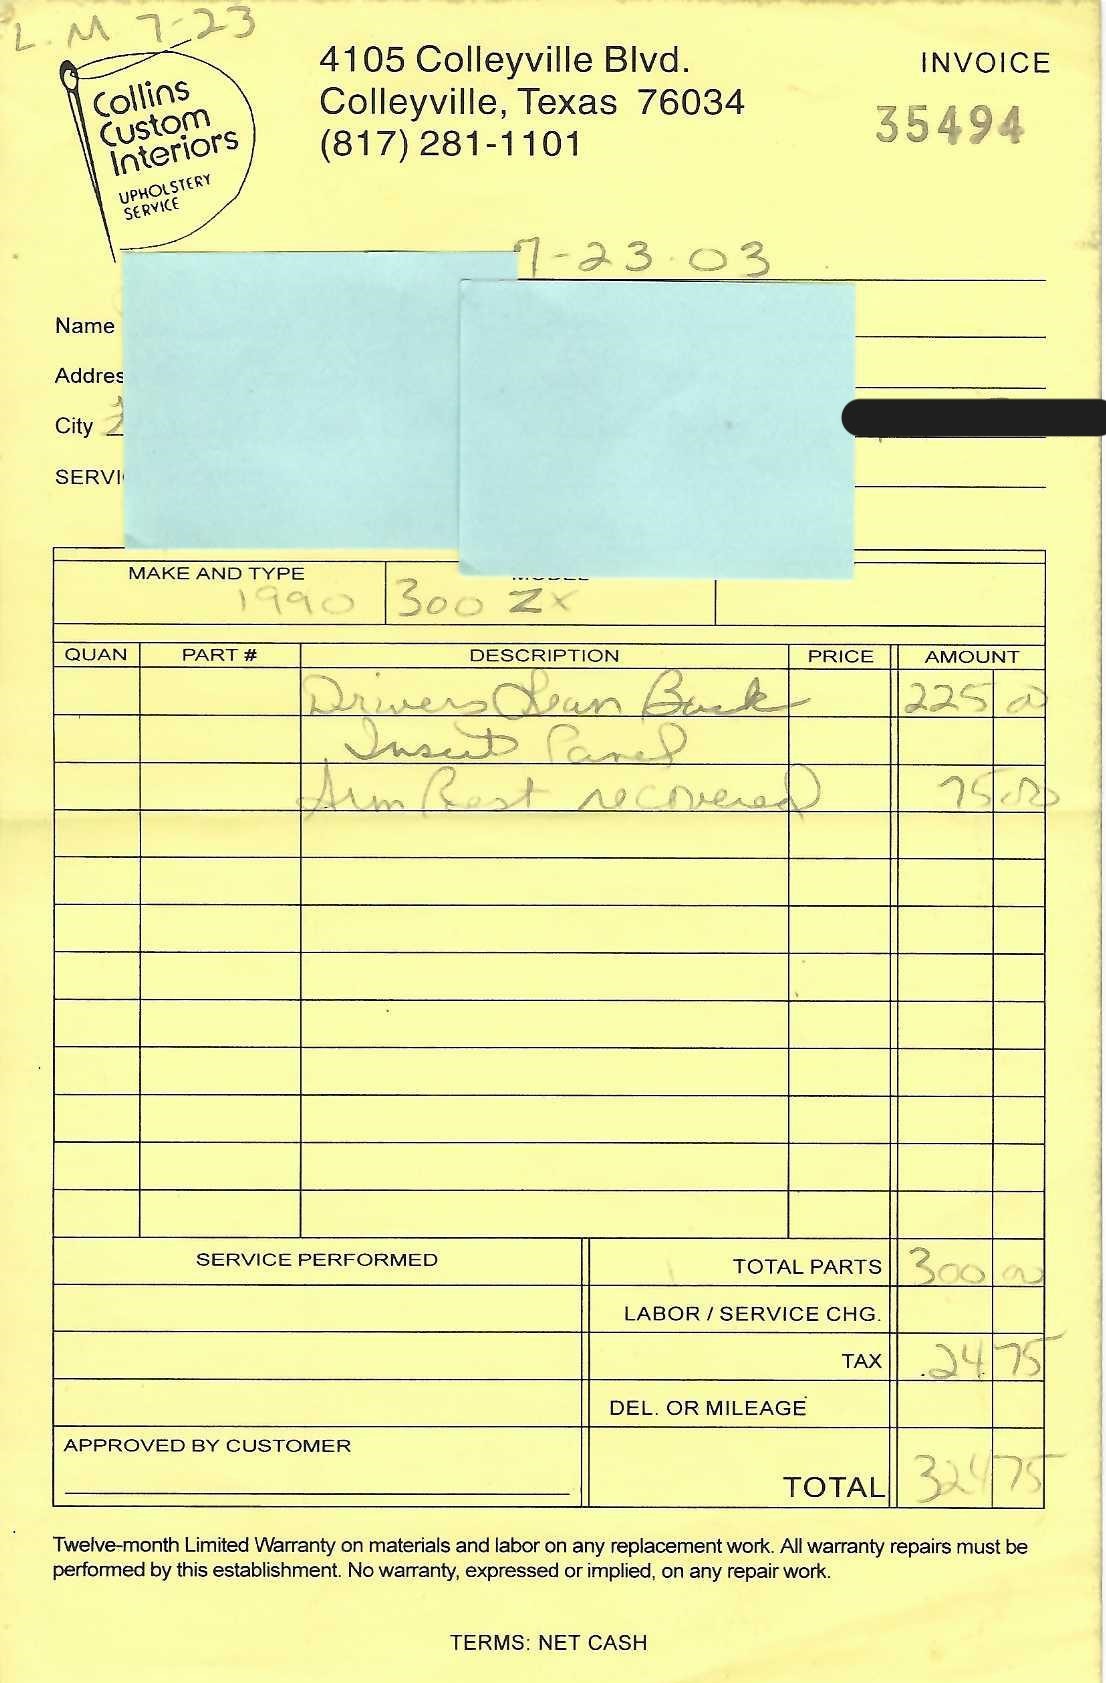 L.M 7-23
Collins
Custom
Interiors
UPHOLSTERY
SERVICE
4105 Colleyville Blvd.
Colleyville, Texas 76034
(817) 281-1101
INVOICE
35494
7-23-03
Name
Addres
City
SERVI
MAKE AND TYPE
1990 300 ZX
QUAN PART # DESCRIPTION PRICE AMOUNT
Drivers Lean Back 225 00
Insert Panel
Arm Rest recovered 75 00
SERVICE PERFORMED
TOTAL PARTS 300 00
LABOR / SERVICE CHG.
TAX .24 75
DEL. OR MILEAGE
APPROVED BY CUSTOMER
TOTAL 324 75
Twelve-month Limited Warranty on materials and labor on any replacement work. All warranty repairs must be
performed by this establishment. No warranty, expressed or implied, on any repair work.
TERMS: NET CASH